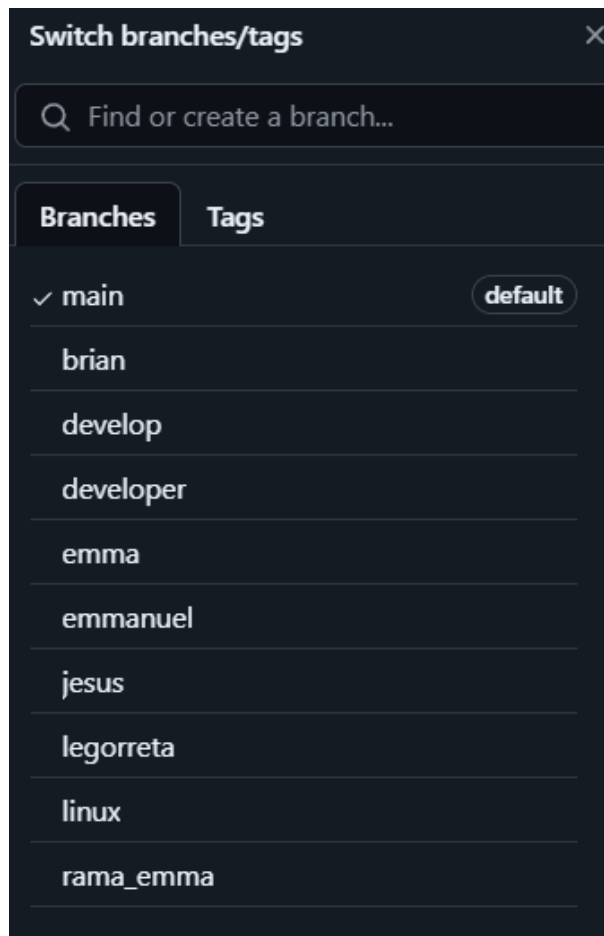 Switch branches/tags
Find or create a branch...
Branches Tags
main default
brian
develop
developer
emma
emmanuel
jesus
legorreta
linux
rama_emma